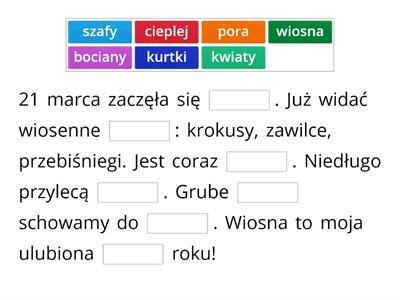 szafy cieplej pora wiosna
bociany kurtki kwiaty
21 marca zaczęła się . Już widać
wiosenne : krokusy, zawilce,
przebiśniegi. Jest coraz . Niedługo
przylecą . Grube
schowamy do . Wiosna to moja
ulubiona roku!